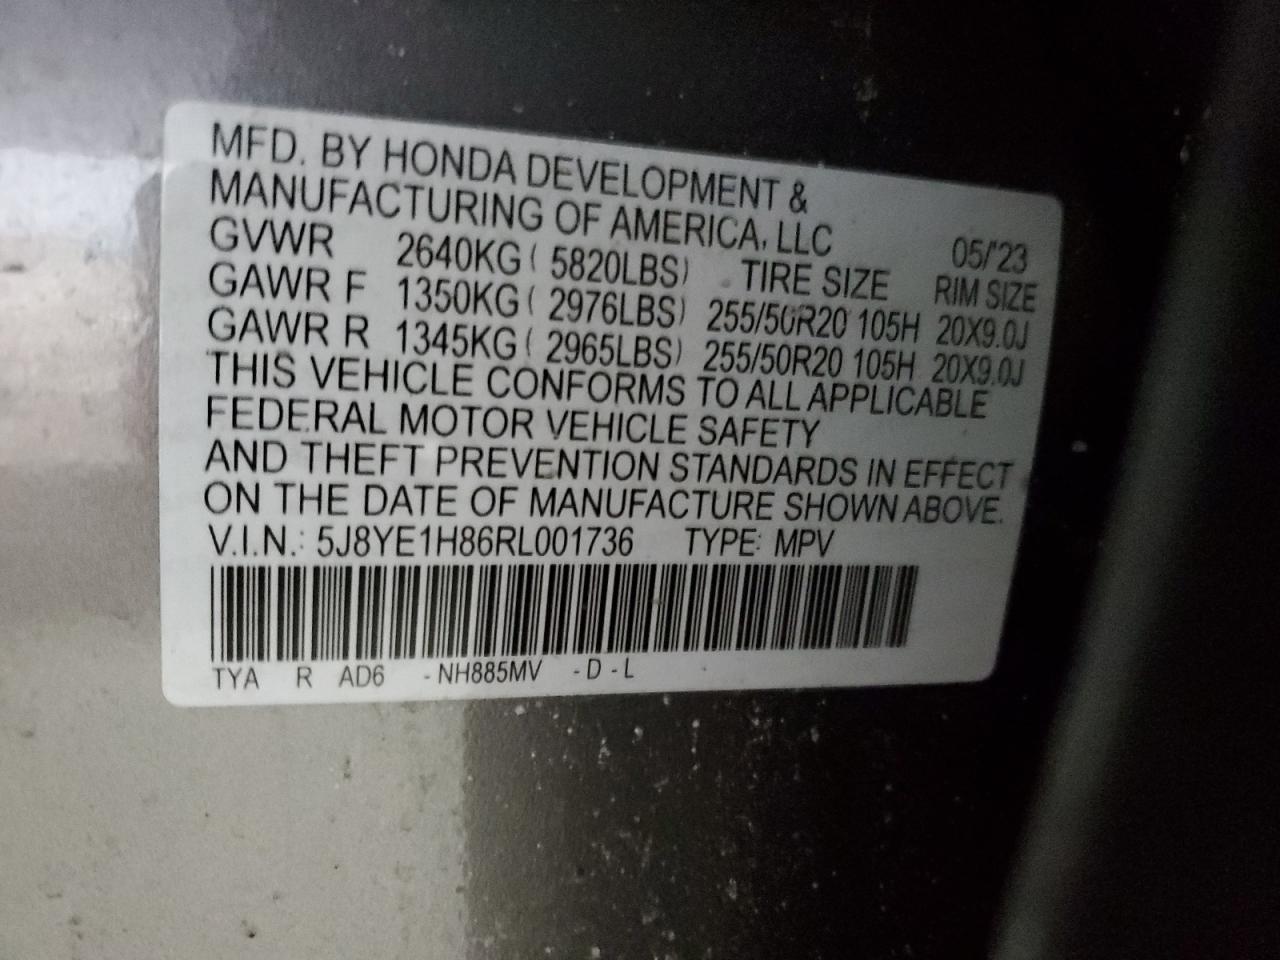 MFD. BY HONDA DEVELOPMENT &
MANUFACTURING OF AMERICA, LLC 05/'23
GVWR 2640KG ( 5820LBS) TIRE SIZE RIM SIZE
GAWR F 1350KG ( 2976LBS) 255/50R20 105H 20X9.0J
GAWR R 1345KG ( 2965LBS) 255/50R20 105H 20X9.0J
THIS VEHICLE CONFORMS TO ALL APPLICABLE
FEDERAL MOTOR VEHICLE SAFETY
AND THEFT PREVENTION STANDARDS IN EFFECT
ON THE DATE OF MANUFACTURE SHOWN ABOVE.
V.I.N.: 5J8YE1H86RL001736 TYPE: MPV
TYA R AD6 -NH885MV -D-L